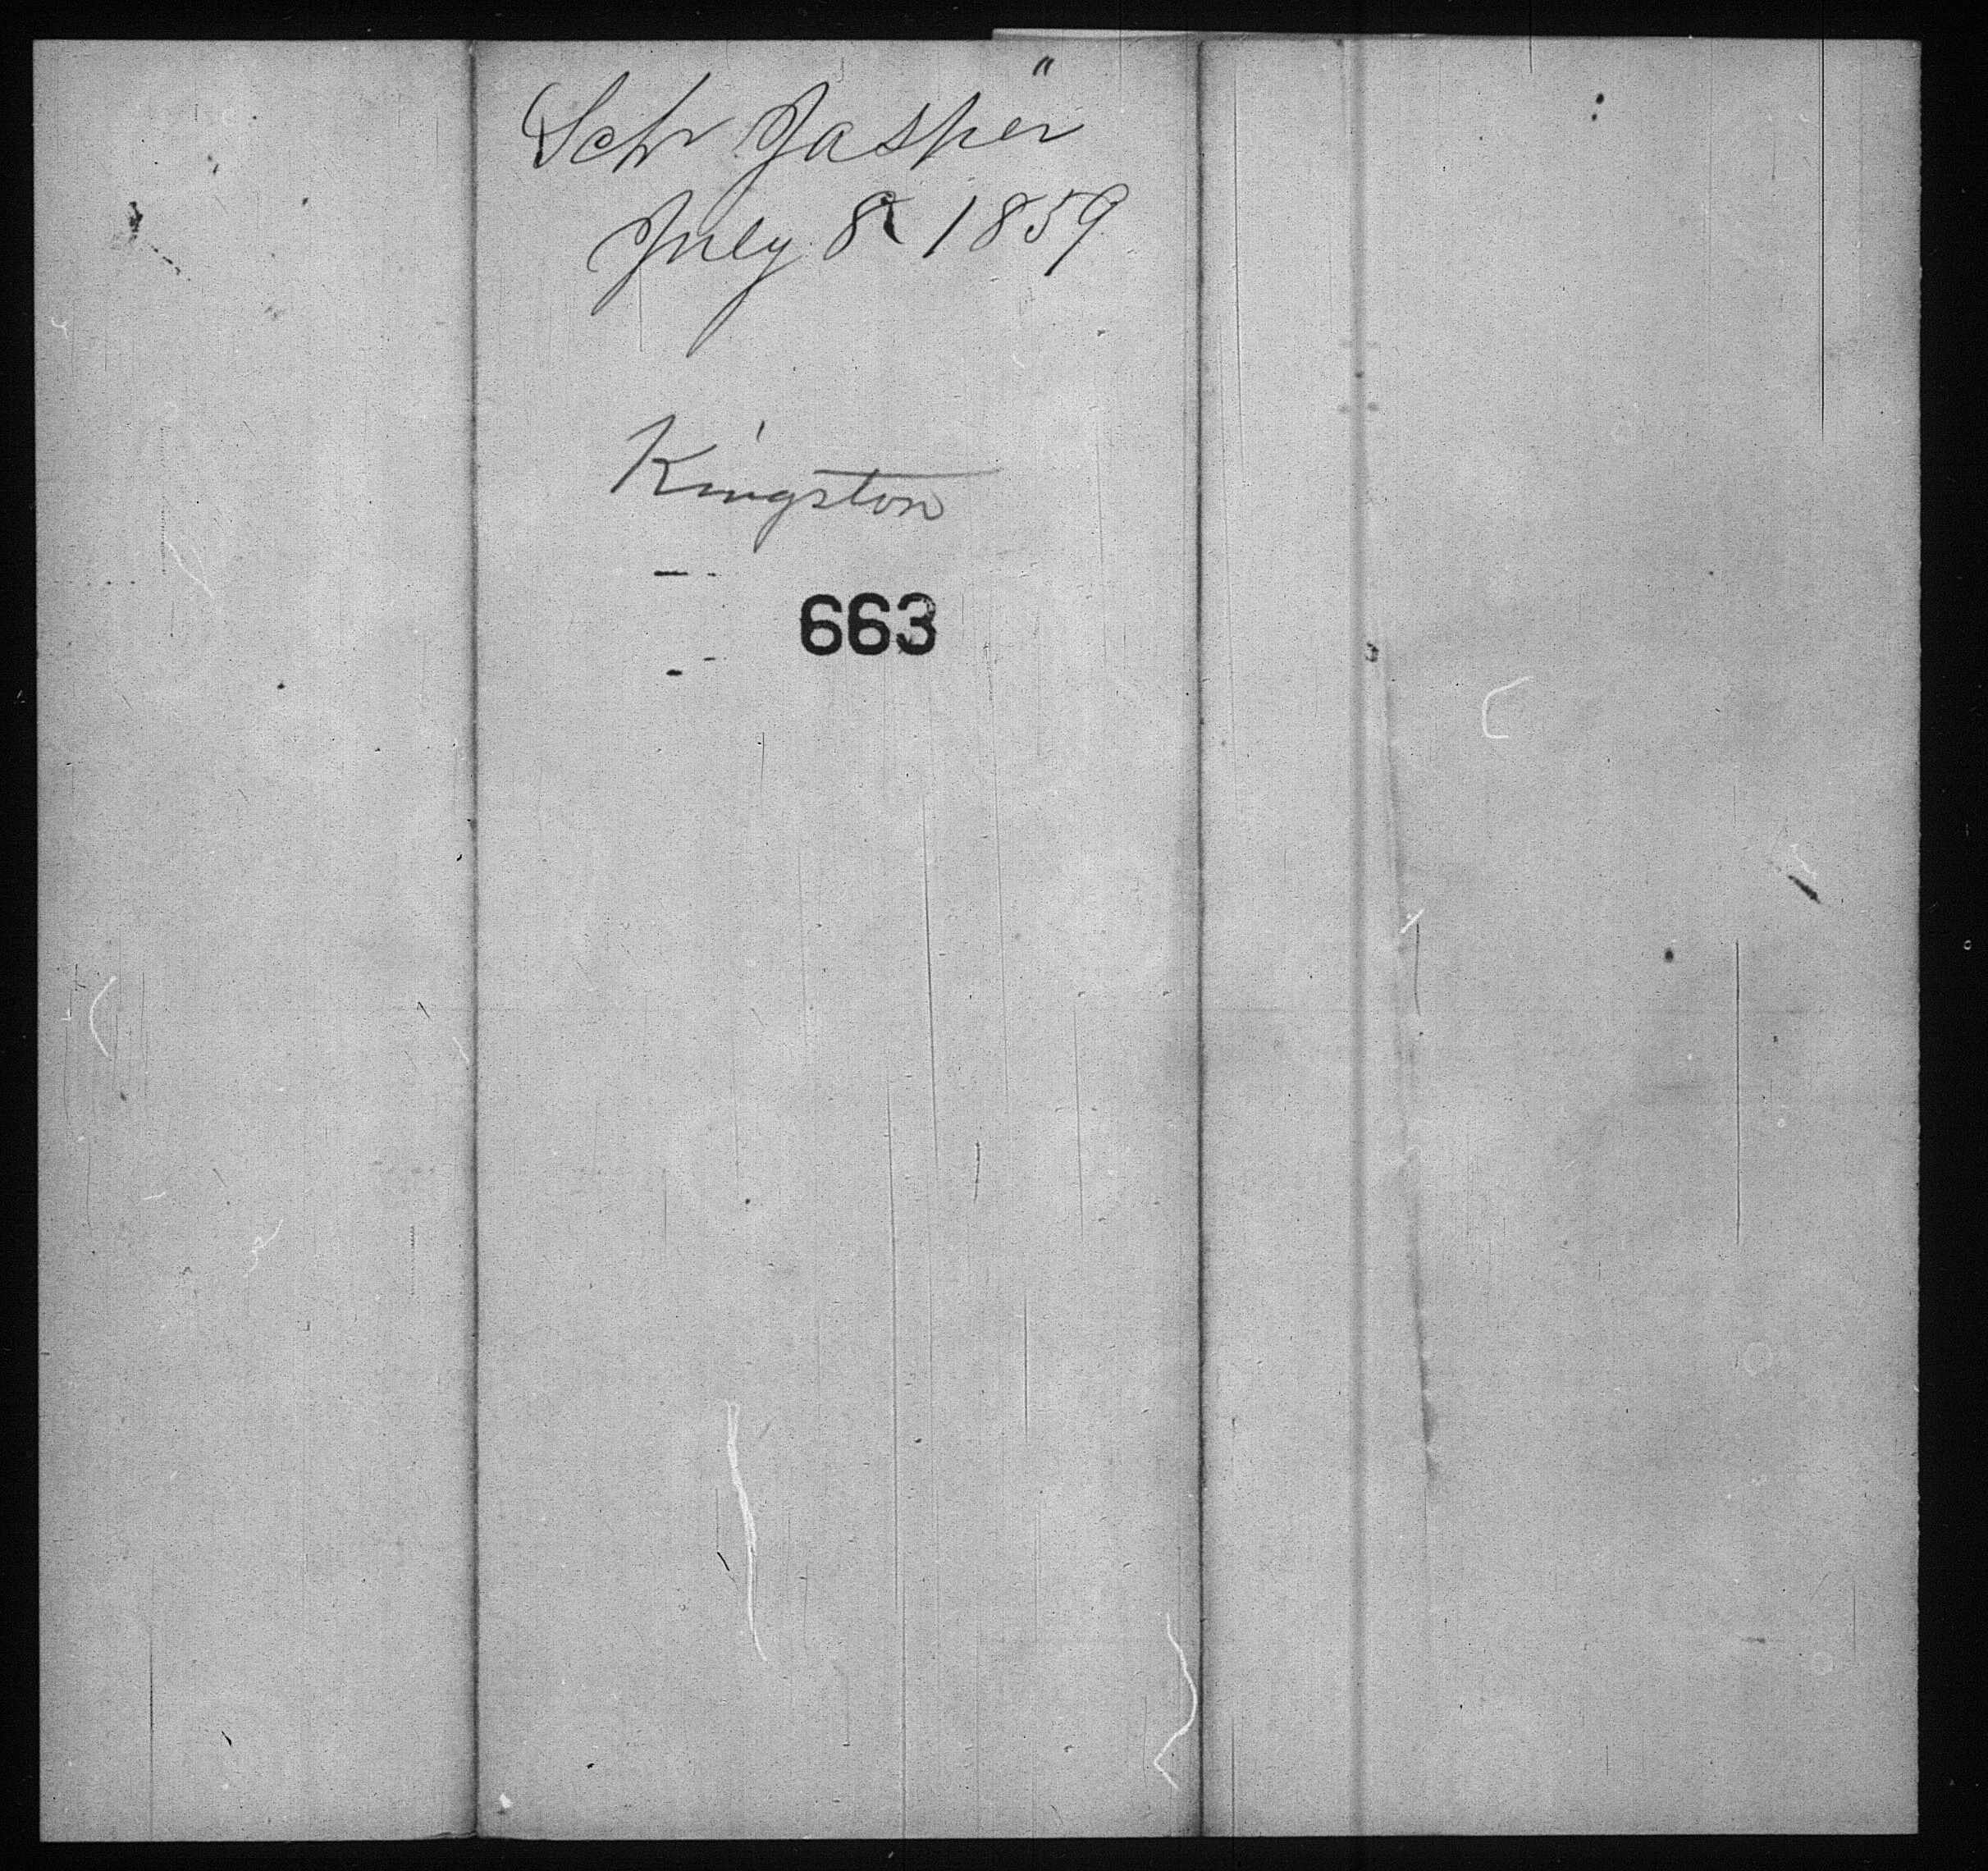 Schr Jasper"
July 8 1859
Kingston
663